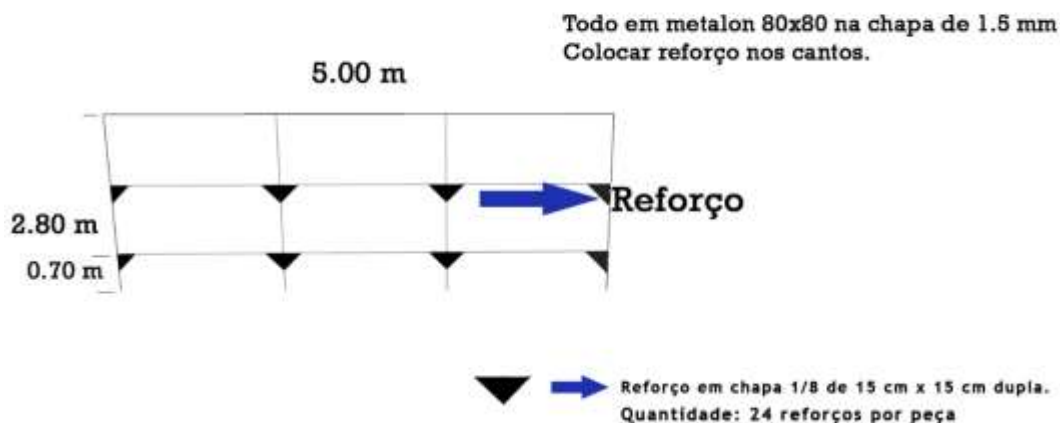 Todo em metalon 80x80 na chapa de 1.5 mm
Colocar reforço nos cantos.
5.00 m
Reforço
2.80 m
0.70 m
Reforço em chapa 1/8 de 15 cm x 15 cm dupla.
Quantidade: 24 reforços por peça